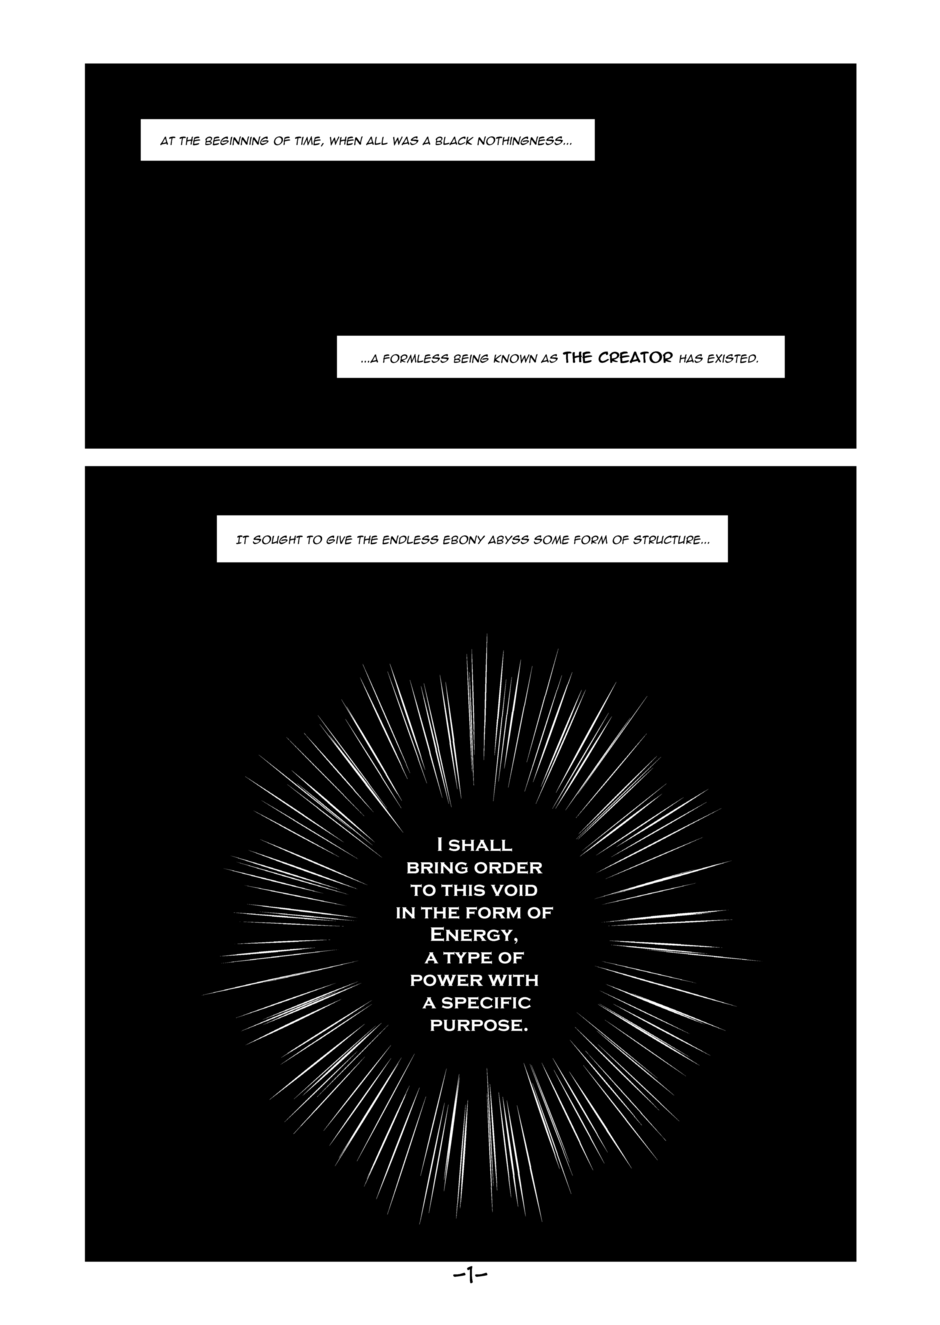 AT THE BEGINNING OF TIME, WHEN ALL WAS A BLACK NOTHINGNESS...
...A FORMLESS BEING KNOWN AS THE CREATOR HAS EXISTED.
IT SOUGHT TO GIVE THE ENDLESS EBONY ABYSS SOME FORM OF STRUCTURE...
I SHALL
BRING ORDER
TO THIS VOID
IN THE FORM OF
ENERGY,
A TYPE OF
POWER WITH
A SPECIFIC
PURPOSE.
-1-